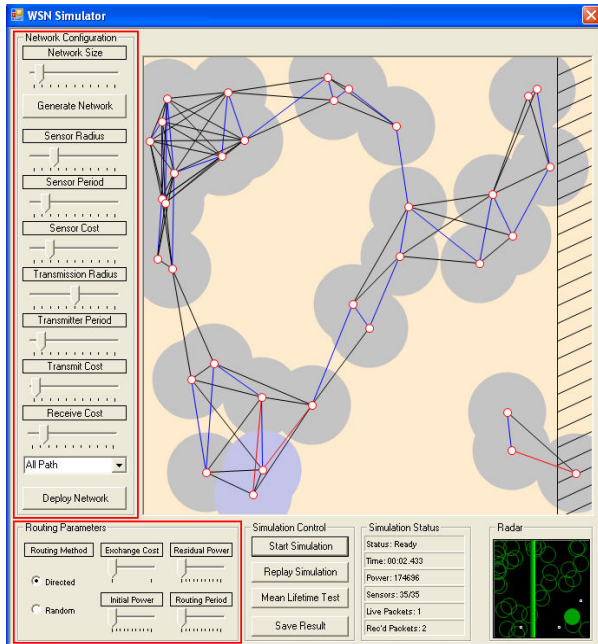 WSN Simulator
Network Configuration
Network Size
Generate Network
Sensor Radius
Sensor Period
Sensor Cost
Transmission Radius
Transmitter Period
Transmit Cost
Receive Cost
All Path
Deploy Network
Routing Parameters
Routing Method
Exchange Cost
Residual Power
Directed
Random
Initial Power
Routing Period
Simulation Control
Start Simulation
Replay Simulation
Mean Lifetime Test
Save Result
Simulation Status
Status: Ready
Time: 00:02.433
Power: 174696
Sensors: 35/35
Live Packets: 1
Rec'd Packets: 2
Radar